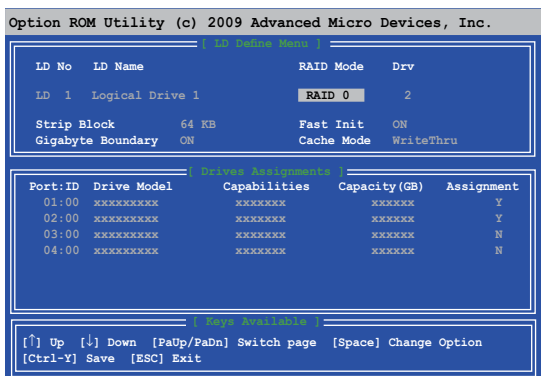 Option ROM Utility (c) 2009 Advanced Micro Devices, Inc.
[ LD Define Menu ]
LD No LD Name RAID Mode Drv
LD 1 Logical Drive 1 RAID 0 2
Strip Block 64 KB Fast Init ON
Gigabyte Boundary ON Cache Mode WriteThru
[ Drives Assignments ]
Port:ID Drive Model Capabilities Capacity(GB) Assignment
01:00 xxxxxxxxx xxxxxxx xxxxxx Y
02:00 xxxxxxxxx xxxxxxx xxxxxx Y
03:00 xxxxxxxxx xxxxxxx xxxxxx N
04:00 xxxxxxxxx xxxxxxx xxxxxx N
[ Keys Available ]
[↑] Up [↓] Down [PaUp/PaDn] Switch page [Space] Change Option
[Ctrl-Y] Save [ESC] Exit